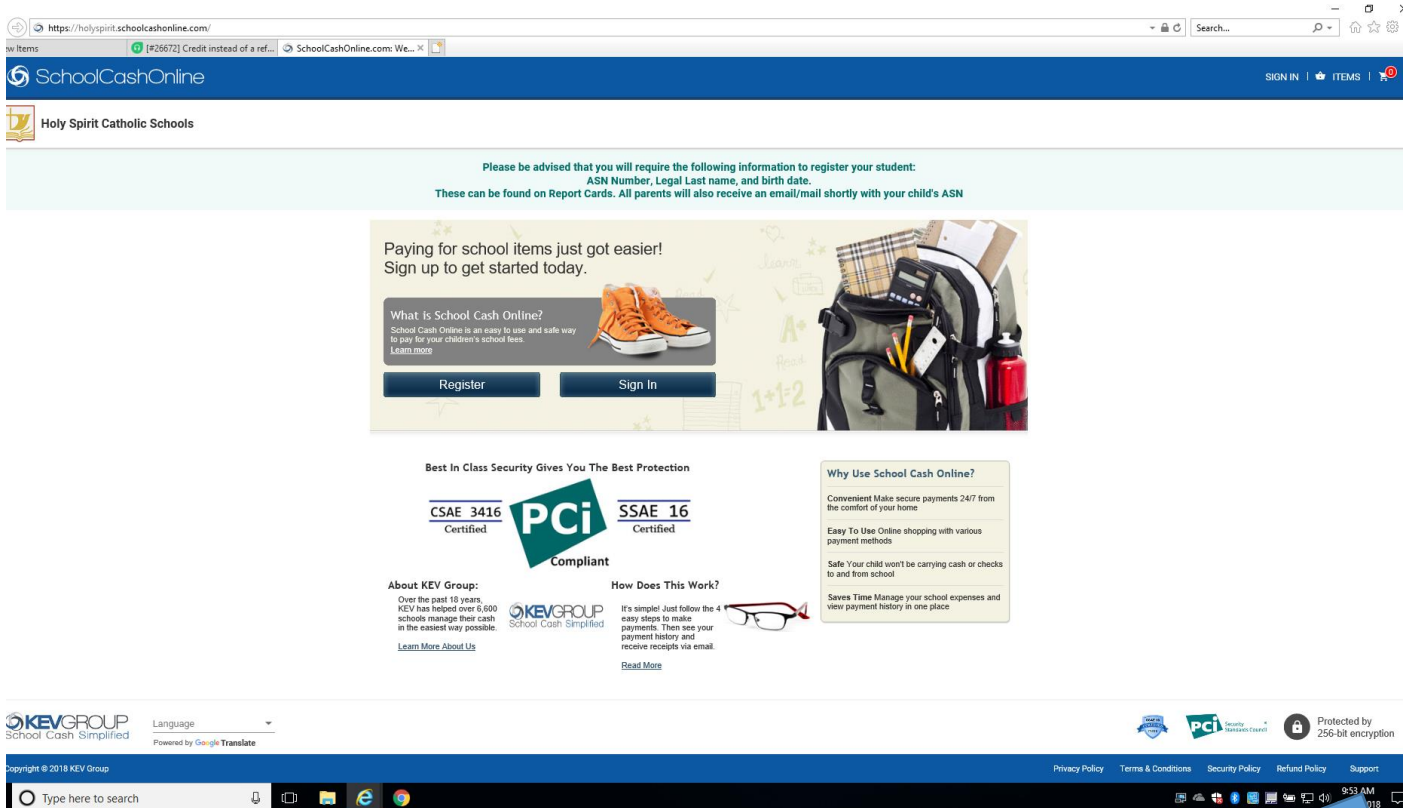 https://holyspirit.schoolcashonline.com/
Search...
ew Items
[#26672] Credit instead of a ref...
SchoolCashOnline.com: We...
SchoolCashOnline
SIGN IN | ITEMS | 0
Holy Spirit Catholic Schools
Please be advised that you will require the following information to register your student:
ASN Number, Legal Last name, and birth date.
These can be found on Report Cards. All parents will also receive an email/mail shortly with your child's ASN
Paying for school items just got easier!
Sign up to get started today.
What is School Cash Online?
School Cash Online is an easy to use and safe way
to pay for your children's school fees.
Learn more
Register
Sign In
learn
A+
Read
1+1=2
Best In Class Security Gives You The Best Protection
CSAE 3416
Certified
PCi
Compliant
SSAE 16
Certified
Why Use School Cash Online?
Convenient Make secure payments 24/7 from
the comfort of your home
Easy To Use Online shopping with various
payment methods
Safe Your child won't be carrying cash or checks
to and from school
Saves Time Manage your school expenses and
view payment history in one place
About KEV Group:
Over the past 18 years,
KEV has helped over 6,600
schools manage their cash
in the easiest way possible.
Learn More About Us
KEVGROUP
School Cash Simplified
How Does This Work?
It's simple! Just follow the 4
easy steps to make
payments. Then see your
payment history and
receive receipts via email.
Read More
KEVGROUP
School Cash Simplified
Language
Powered by Google Translate
PCi Security
Standards Council
Protected by
256-bit encryption
Copyright © 2018 KEV Group
Privacy Policy
Terms & Conditions
Security Policy
Refund Policy
Support
Type here to search
9:53 AM
018